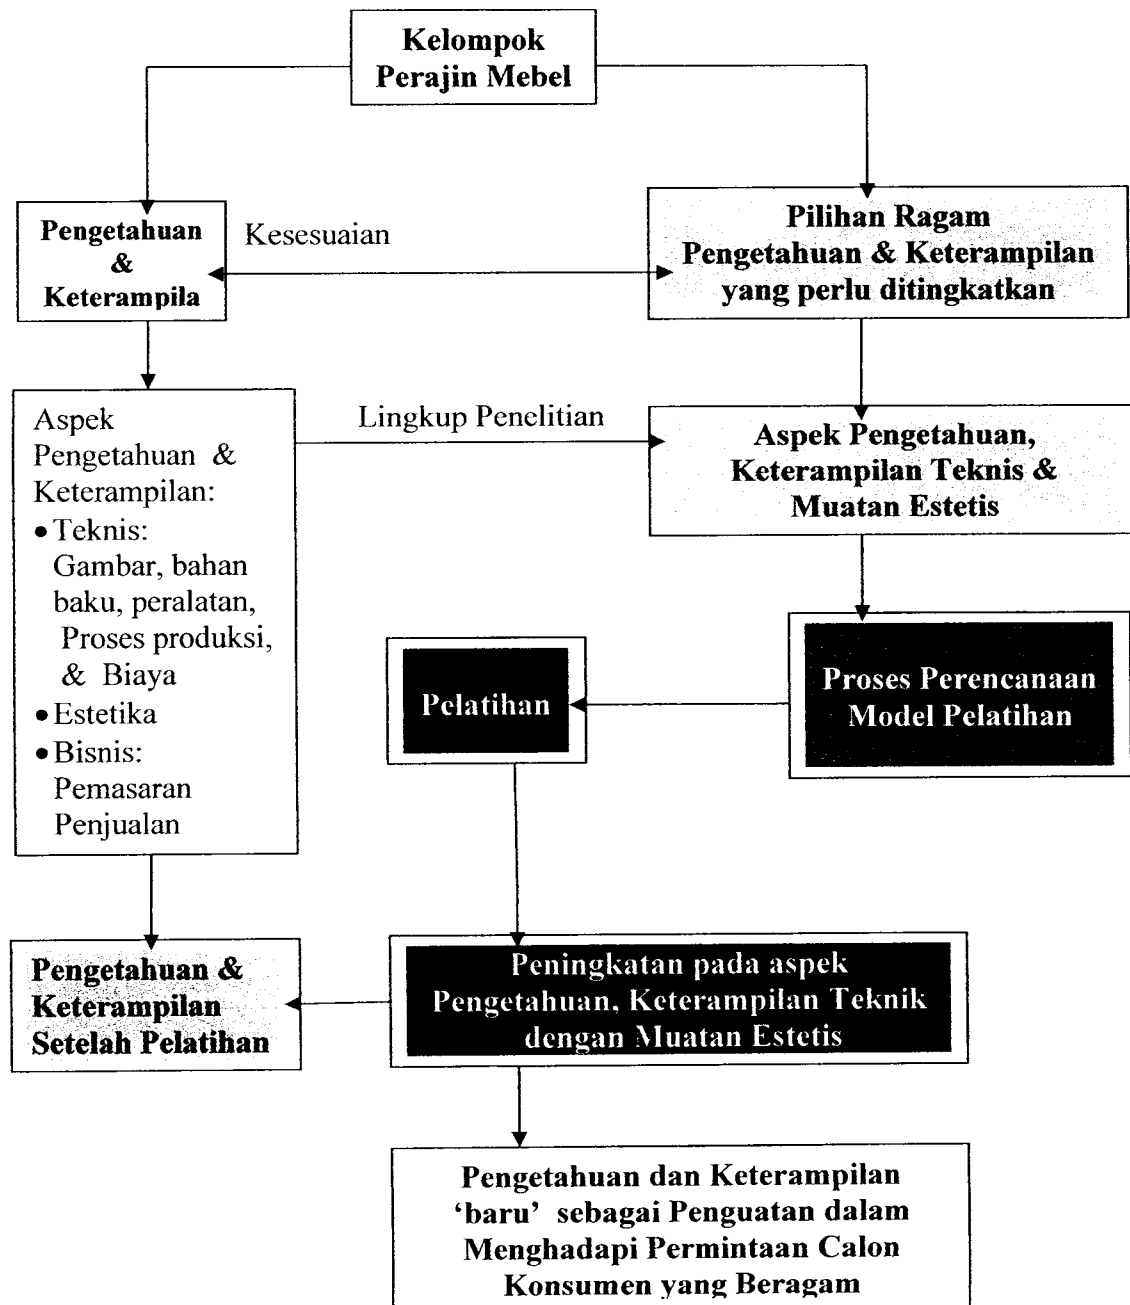 Kelompok
Perajin Mebel
Pengetahuan
&
Keterampila
Kesesuaian
Pilihan Ragam
Pengetahuan & Keterampilan
yang perlu ditingkatkan
Aspek
Pengetahuan &
Keterampilan:
• Teknis:
Gambar, bahan
baku, peralatan,
Proses produksi,
& Biaya
• Estetika
• Bisnis:
Pemasaran
Penjualan
Lingkup Penelitian
Aspek Pengetahuan,
Keterampilan Teknis &
Muatan Estetis
Proses Perencanaan
Model Pelatihan
Pelatihan
Pengetahuan &
Keterampilan
Setelah Pelatihan
Peningkatan pada aspek
Pengetahuan, Keterampilan Teknik
dengan Muatan Estetis
Pengetahuan dan Keterampilan
‘baru’ sebagai Penguatan dalam
Menghadapi Permintaan Calon
Konsumen yang Beragam